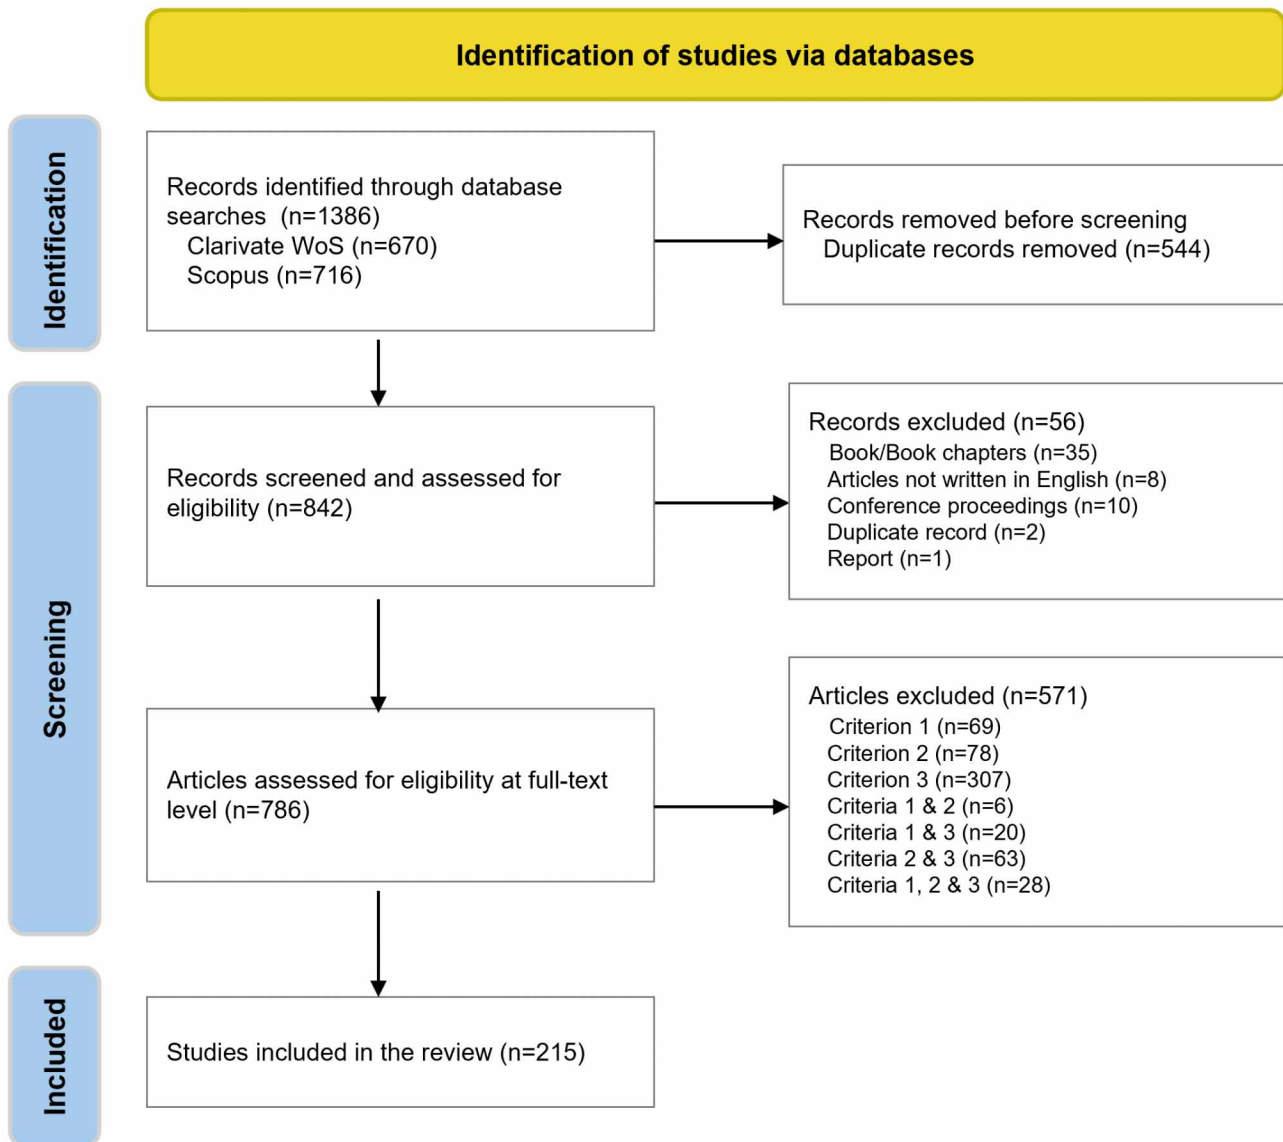 Identification of studies via databases
Identification
Records identified through database
searches (n=1386)
Clarivate WoS (n=670)
Scopus (n=716)
Records removed before screening
Duplicate records removed (n=544)
Screening
Records screened and assessed for
eligibility (n=842)
Records excluded (n=56)
Book/Book chapters (n=35)
Articles not written in English (n=8)
Conference proceedings (n=10)
Duplicate record (n=2)
Report (n=1)
Articles assessed for eligibility at full-text
level (n=786)
Articles excluded (n=571)
Criterion 1 (n=69)
Criterion 2 (n=78)
Criterion 3 (n=307)
Criteria 1 & 2 (n=6)
Criteria 1 & 3 (n=20)
Criteria 2 & 3 (n=63)
Criteria 1, 2 & 3 (n=28)
Included
Studies included in the review (n=215)